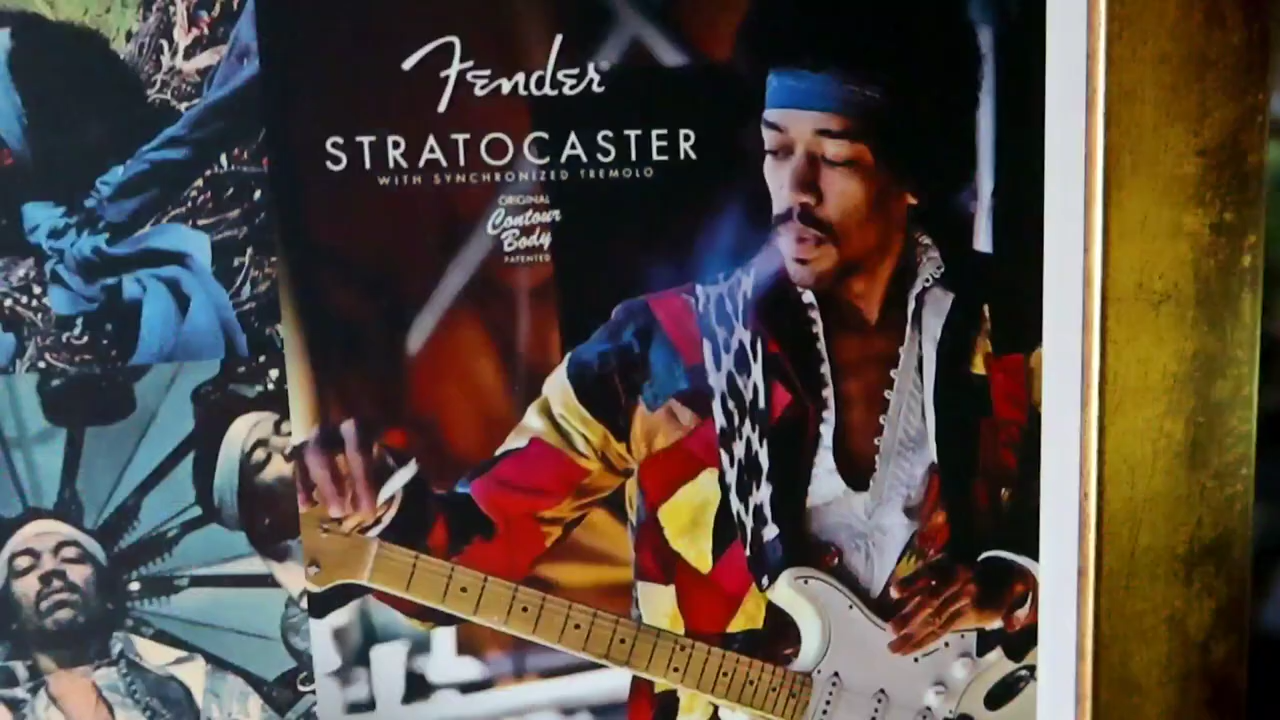 Fender
STRATOCASTER
WITH SYNCHRONIZED TREMOLO
ORIGINAL
Contour
Body
PATENTED